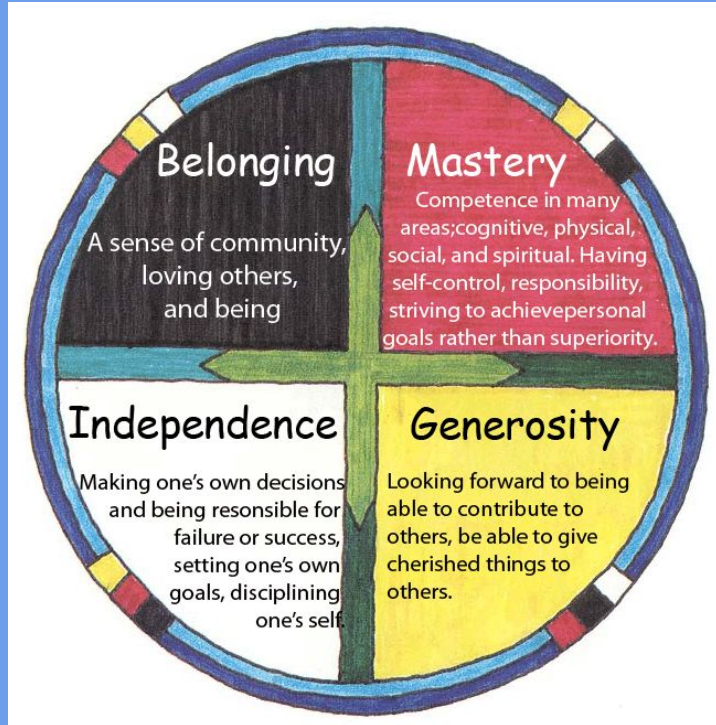 Belonging
A sense of community,
loving others,
and being
Mastery
Competence in many
areas;cognitive, physical,
social, and spiritual. Having
self-control, responsibility,
striving to achievepersonal
goals rather than superiority.
Independence
Making one's own decisions
and being resonsible for
failure or success,
setting one's own
goals, disciplining
one's self.
Generosity
Looking forward to being
able to contribute to
others, be able to give
cherished things to
others.